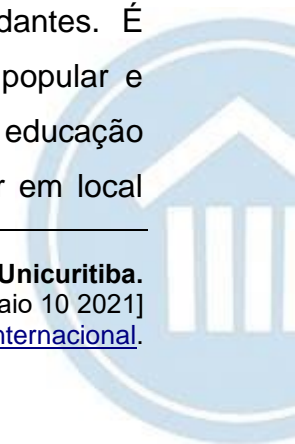 dantes. É
popular e
educação
em local
Unicuritiba.
aio 10 2021]
nternacional.